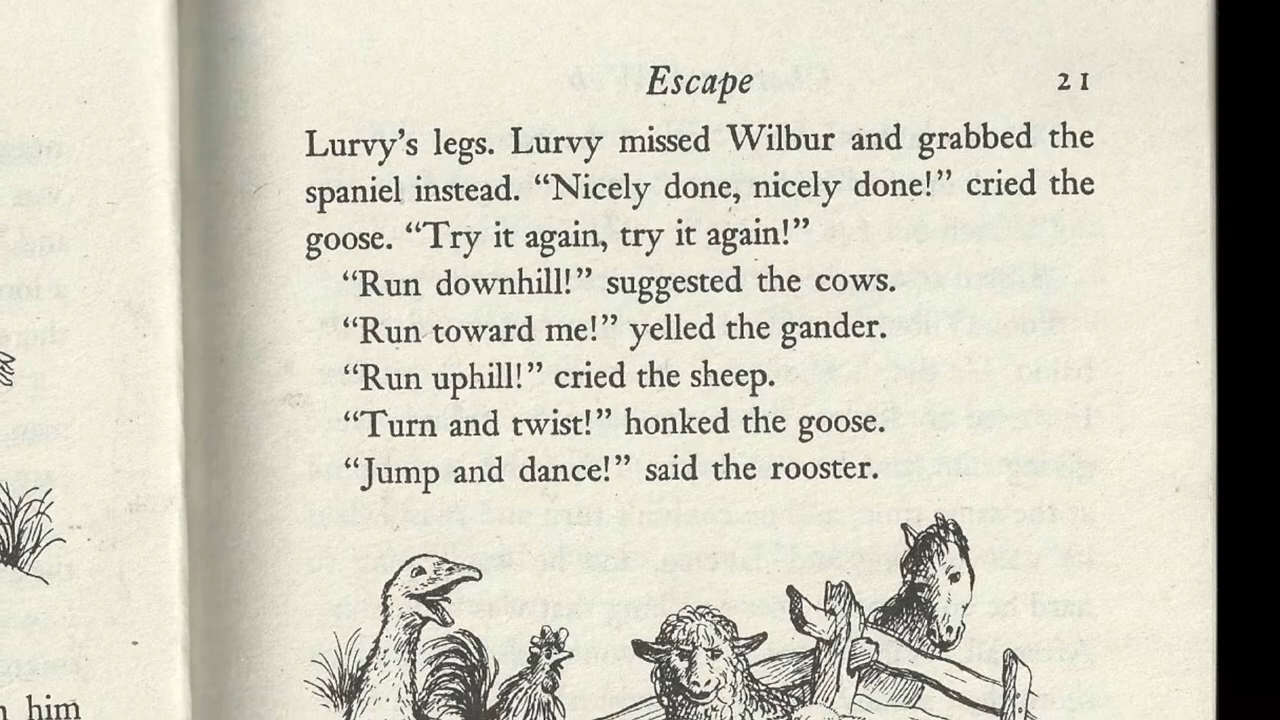 Escape 21
Lurvy’s legs. Lurvy missed Wilbur and grabbed the
spaniel instead. “Nicely done, nicely done!” cried the
goose. “Try it again, try it again!”
“Run downhill!” suggested the cows.
“Run toward me!” yelled the gander.
“Run uphill!” cried the sheep.
“Turn and twist!” honked the goose.
“Jump and dance!” said the rooster.
him